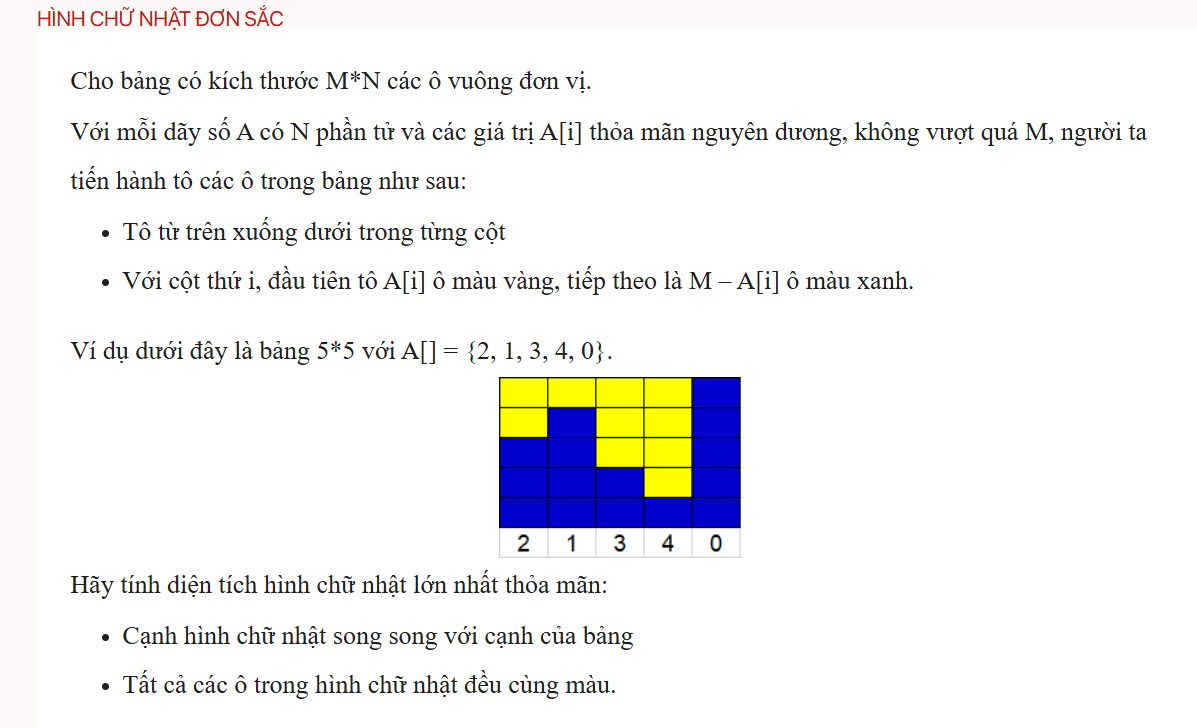 HÌNH CHỮ NHẬT ĐƠN SẮC
Cho bảng có kích thước M*N các ô vuông đơn vị.
Với mỗi dãy số A có N phần tử và các giá trị A[i] thỏa mãn nguyên dương, không vượt quá M, người ta
tiến hành tô các ô trong bảng như sau:
• Tô từ trên xuống dưới trong từng cột
• Với cột thứ i, đầu tiên tô A[i] ô màu vàng, tiếp theo là M – A[i] ô màu xanh.
Ví dụ dưới đây là bảng 5*5 với A[] = {2, 1, 3, 4, 0}.
2 1 3 4 0
Hãy tính diện tích hình chữ nhật lớn nhất thỏa mãn:
• Cạnh hình chữ nhật song song với cạnh của bảng
• Tất cả các ô trong hình chữ nhật đều cùng màu.